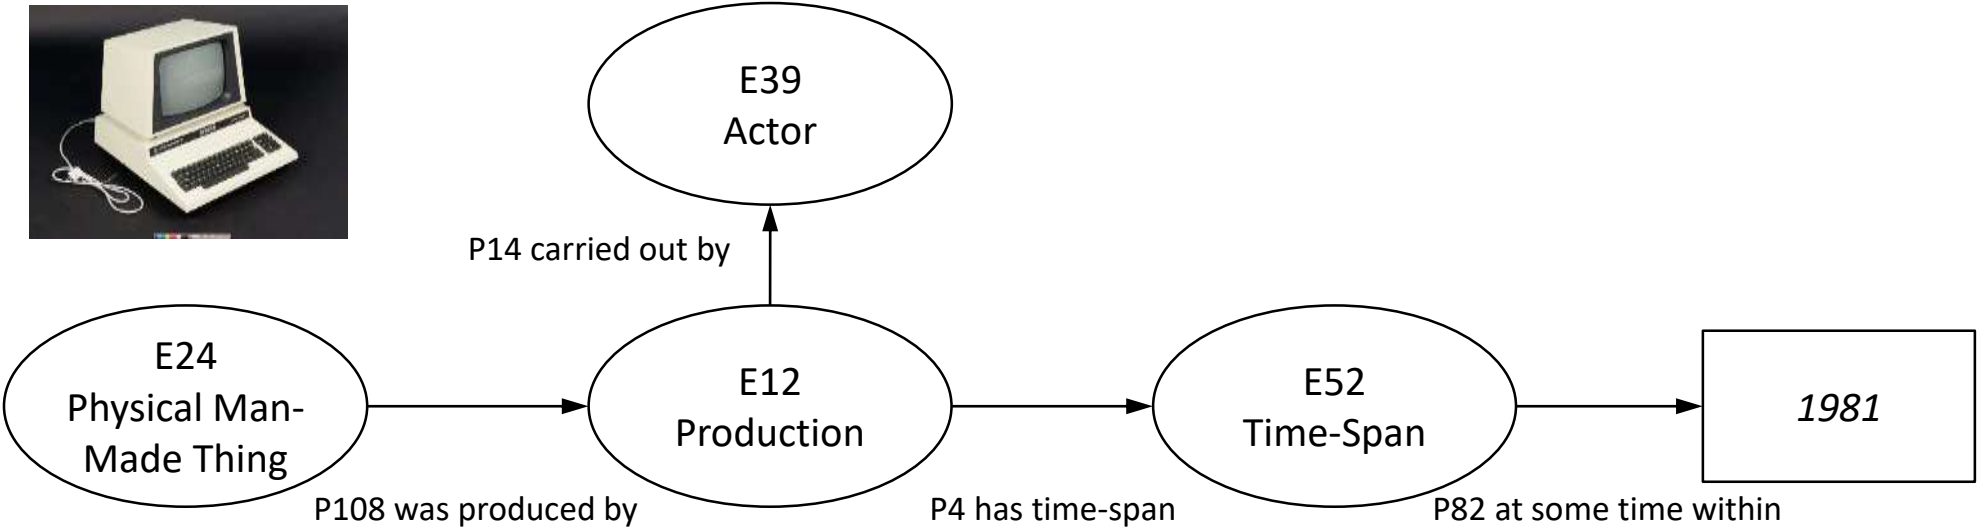 E39
Actor
P14 carried out by
E24
Physical Man-
Made Thing
E12
Production
E52
Time-Span
1981
P108 was produced by
P4 has time-span
P82 at some time within